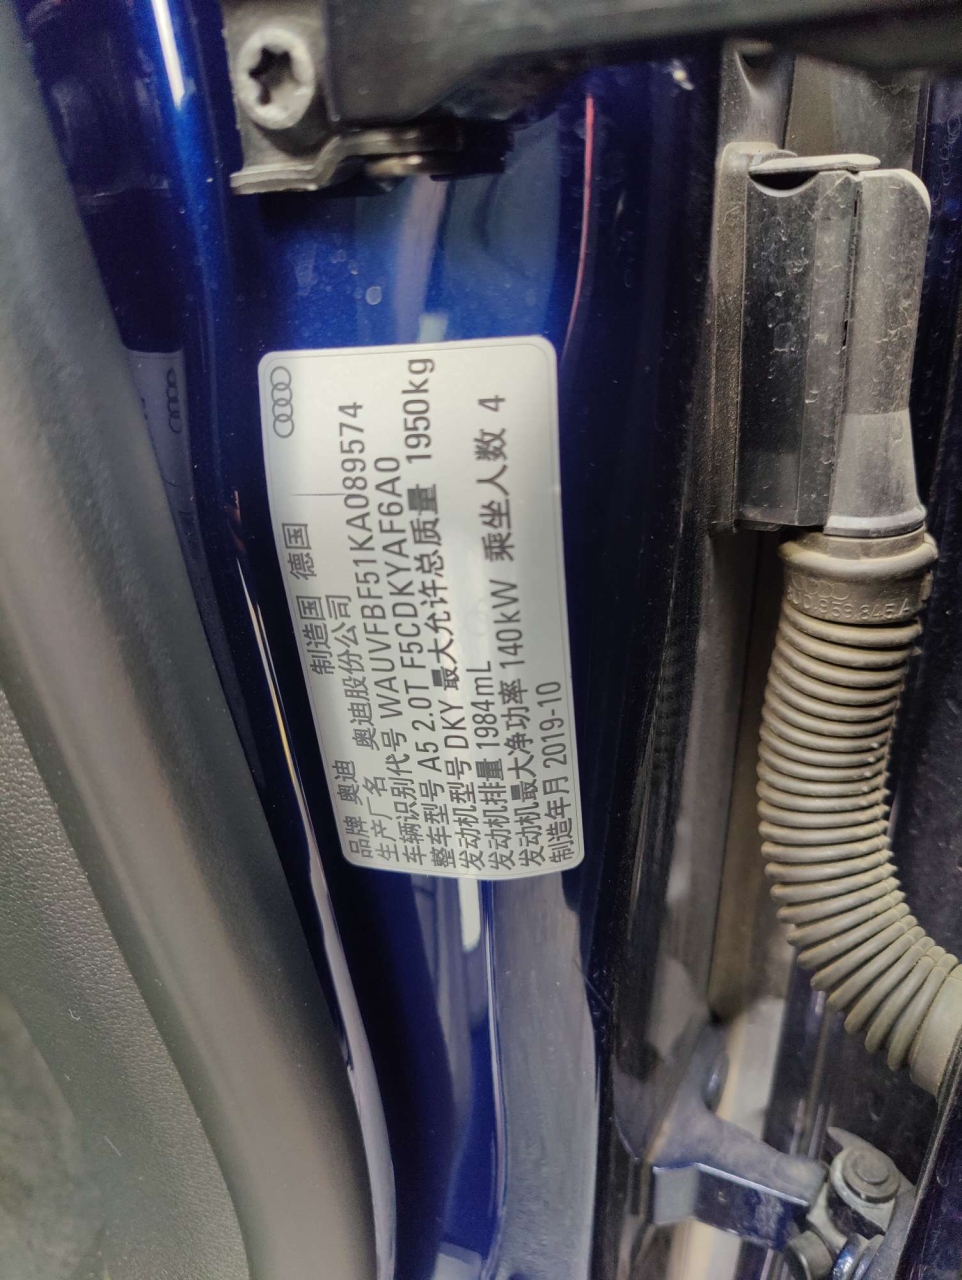 品牌 奥迪 制造国 德国
生产厂名 奥迪股份公司
车辆识别代号 WAUVFBF51KA089574
整车型号 A5 2.0T F5CDKYAF6A0
发动机型号 DKY 最大允许总质量 1950kg
发动机排量 1984mL
发动机最大净功率 140kW 乘坐人数 4
制造年月 2019-10